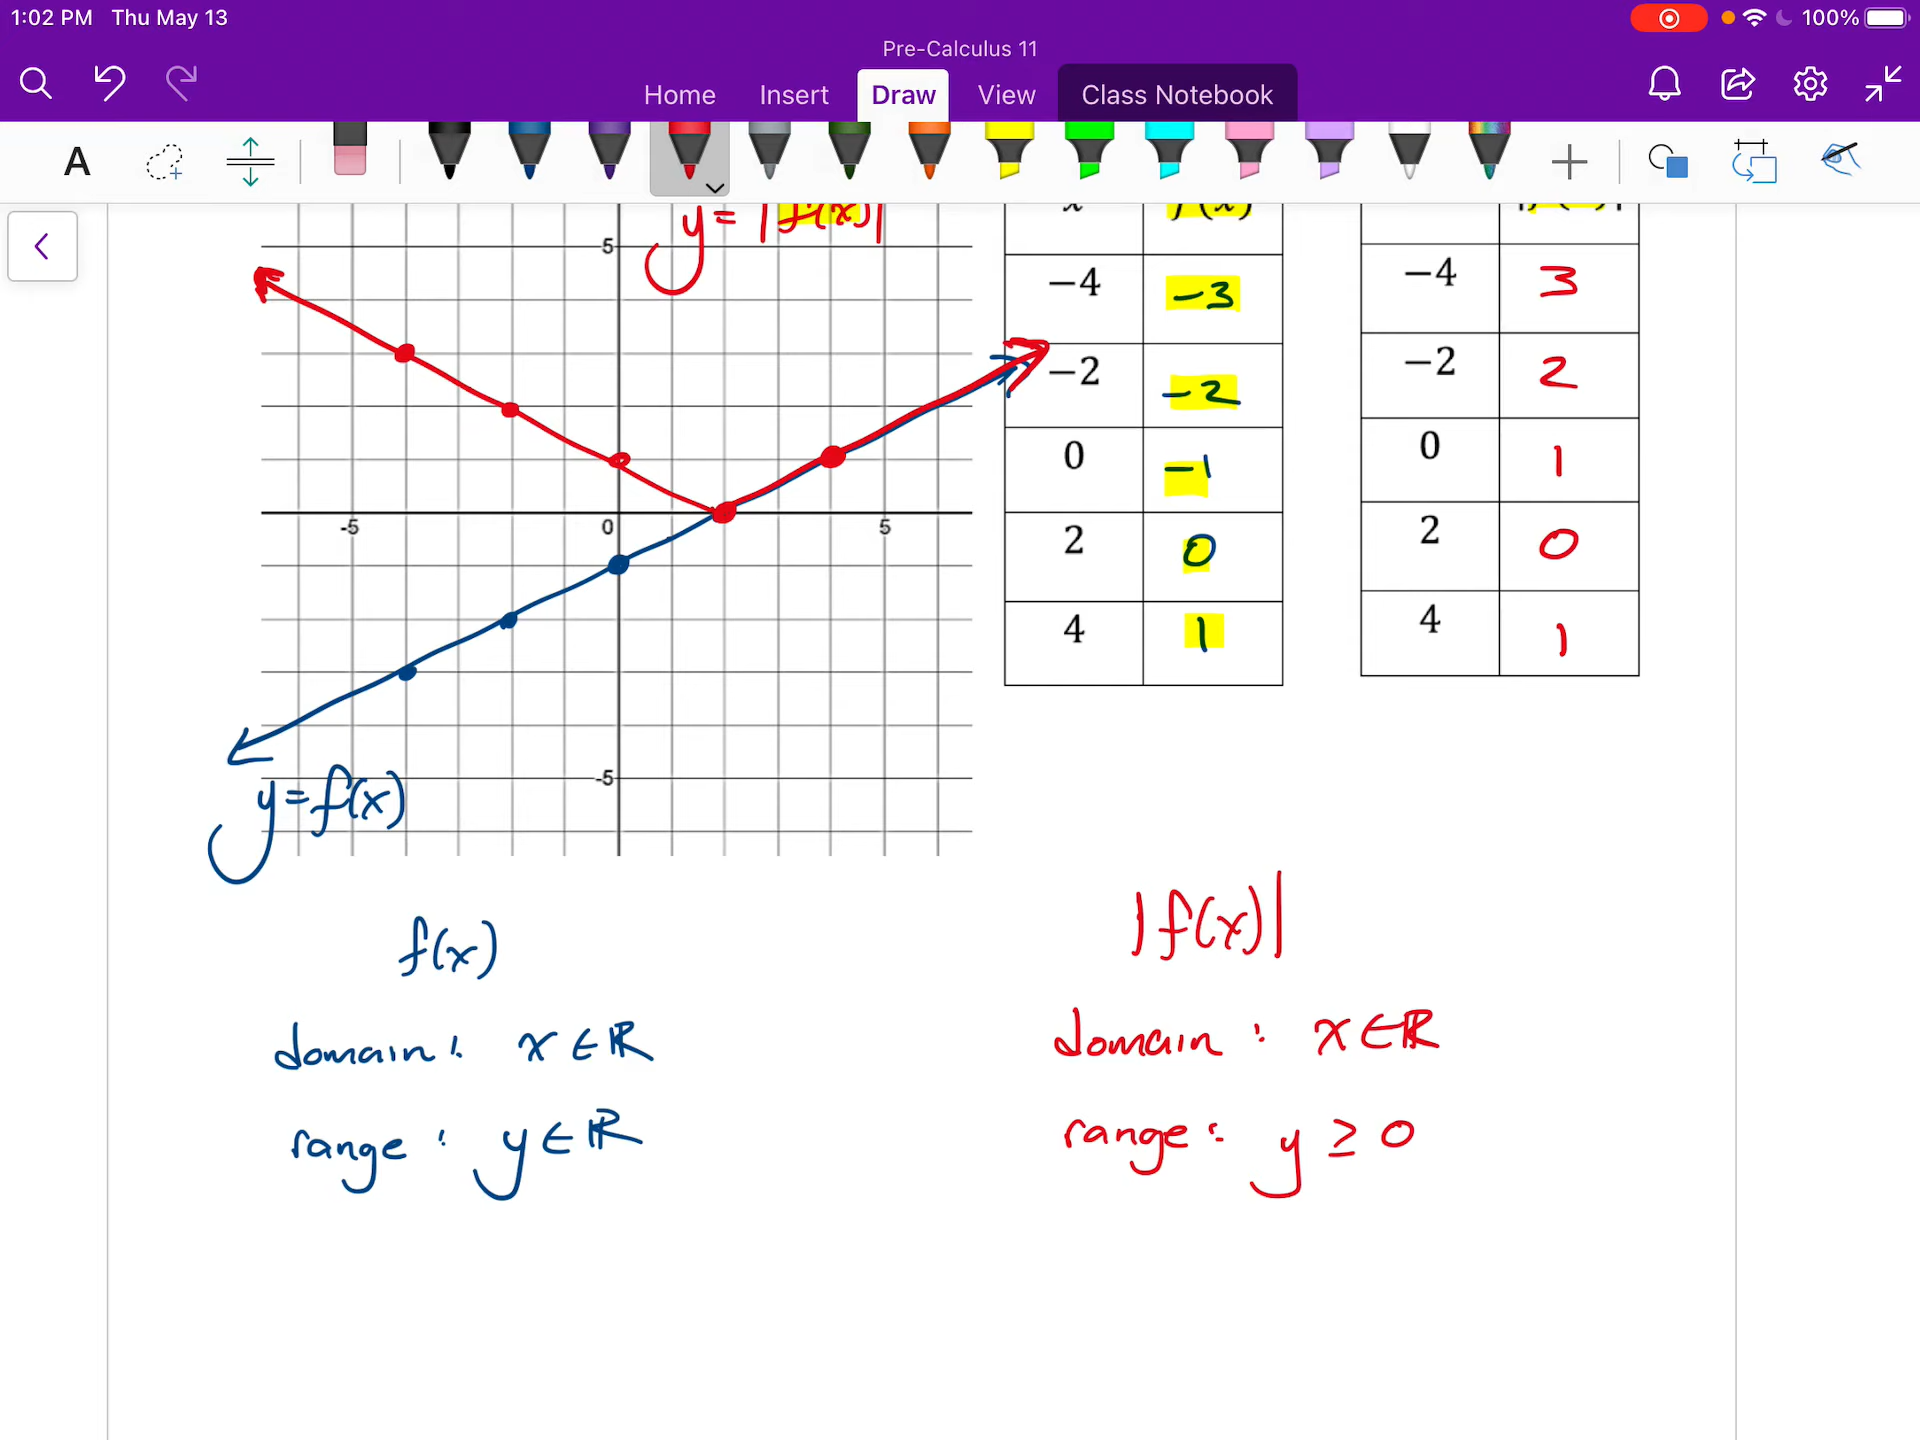 1:02 PM Thu May 13
100%
Pre-Calculus 11
Home Insert Draw View Class Notebook
A
y = |f(x)|
x f(x)
-4 -3
-2 -2
0 -1
2 0
4 1
|f(x)|
-4 3
-2 2
0 1
2 0
4 1
5
-5 0 5
-5
y=f(x)
f(x)
domain: x ∈ ℝ
range: y ∈ ℝ
|f(x)|
domain: x ∈ ℝ
range: y ≥ 0